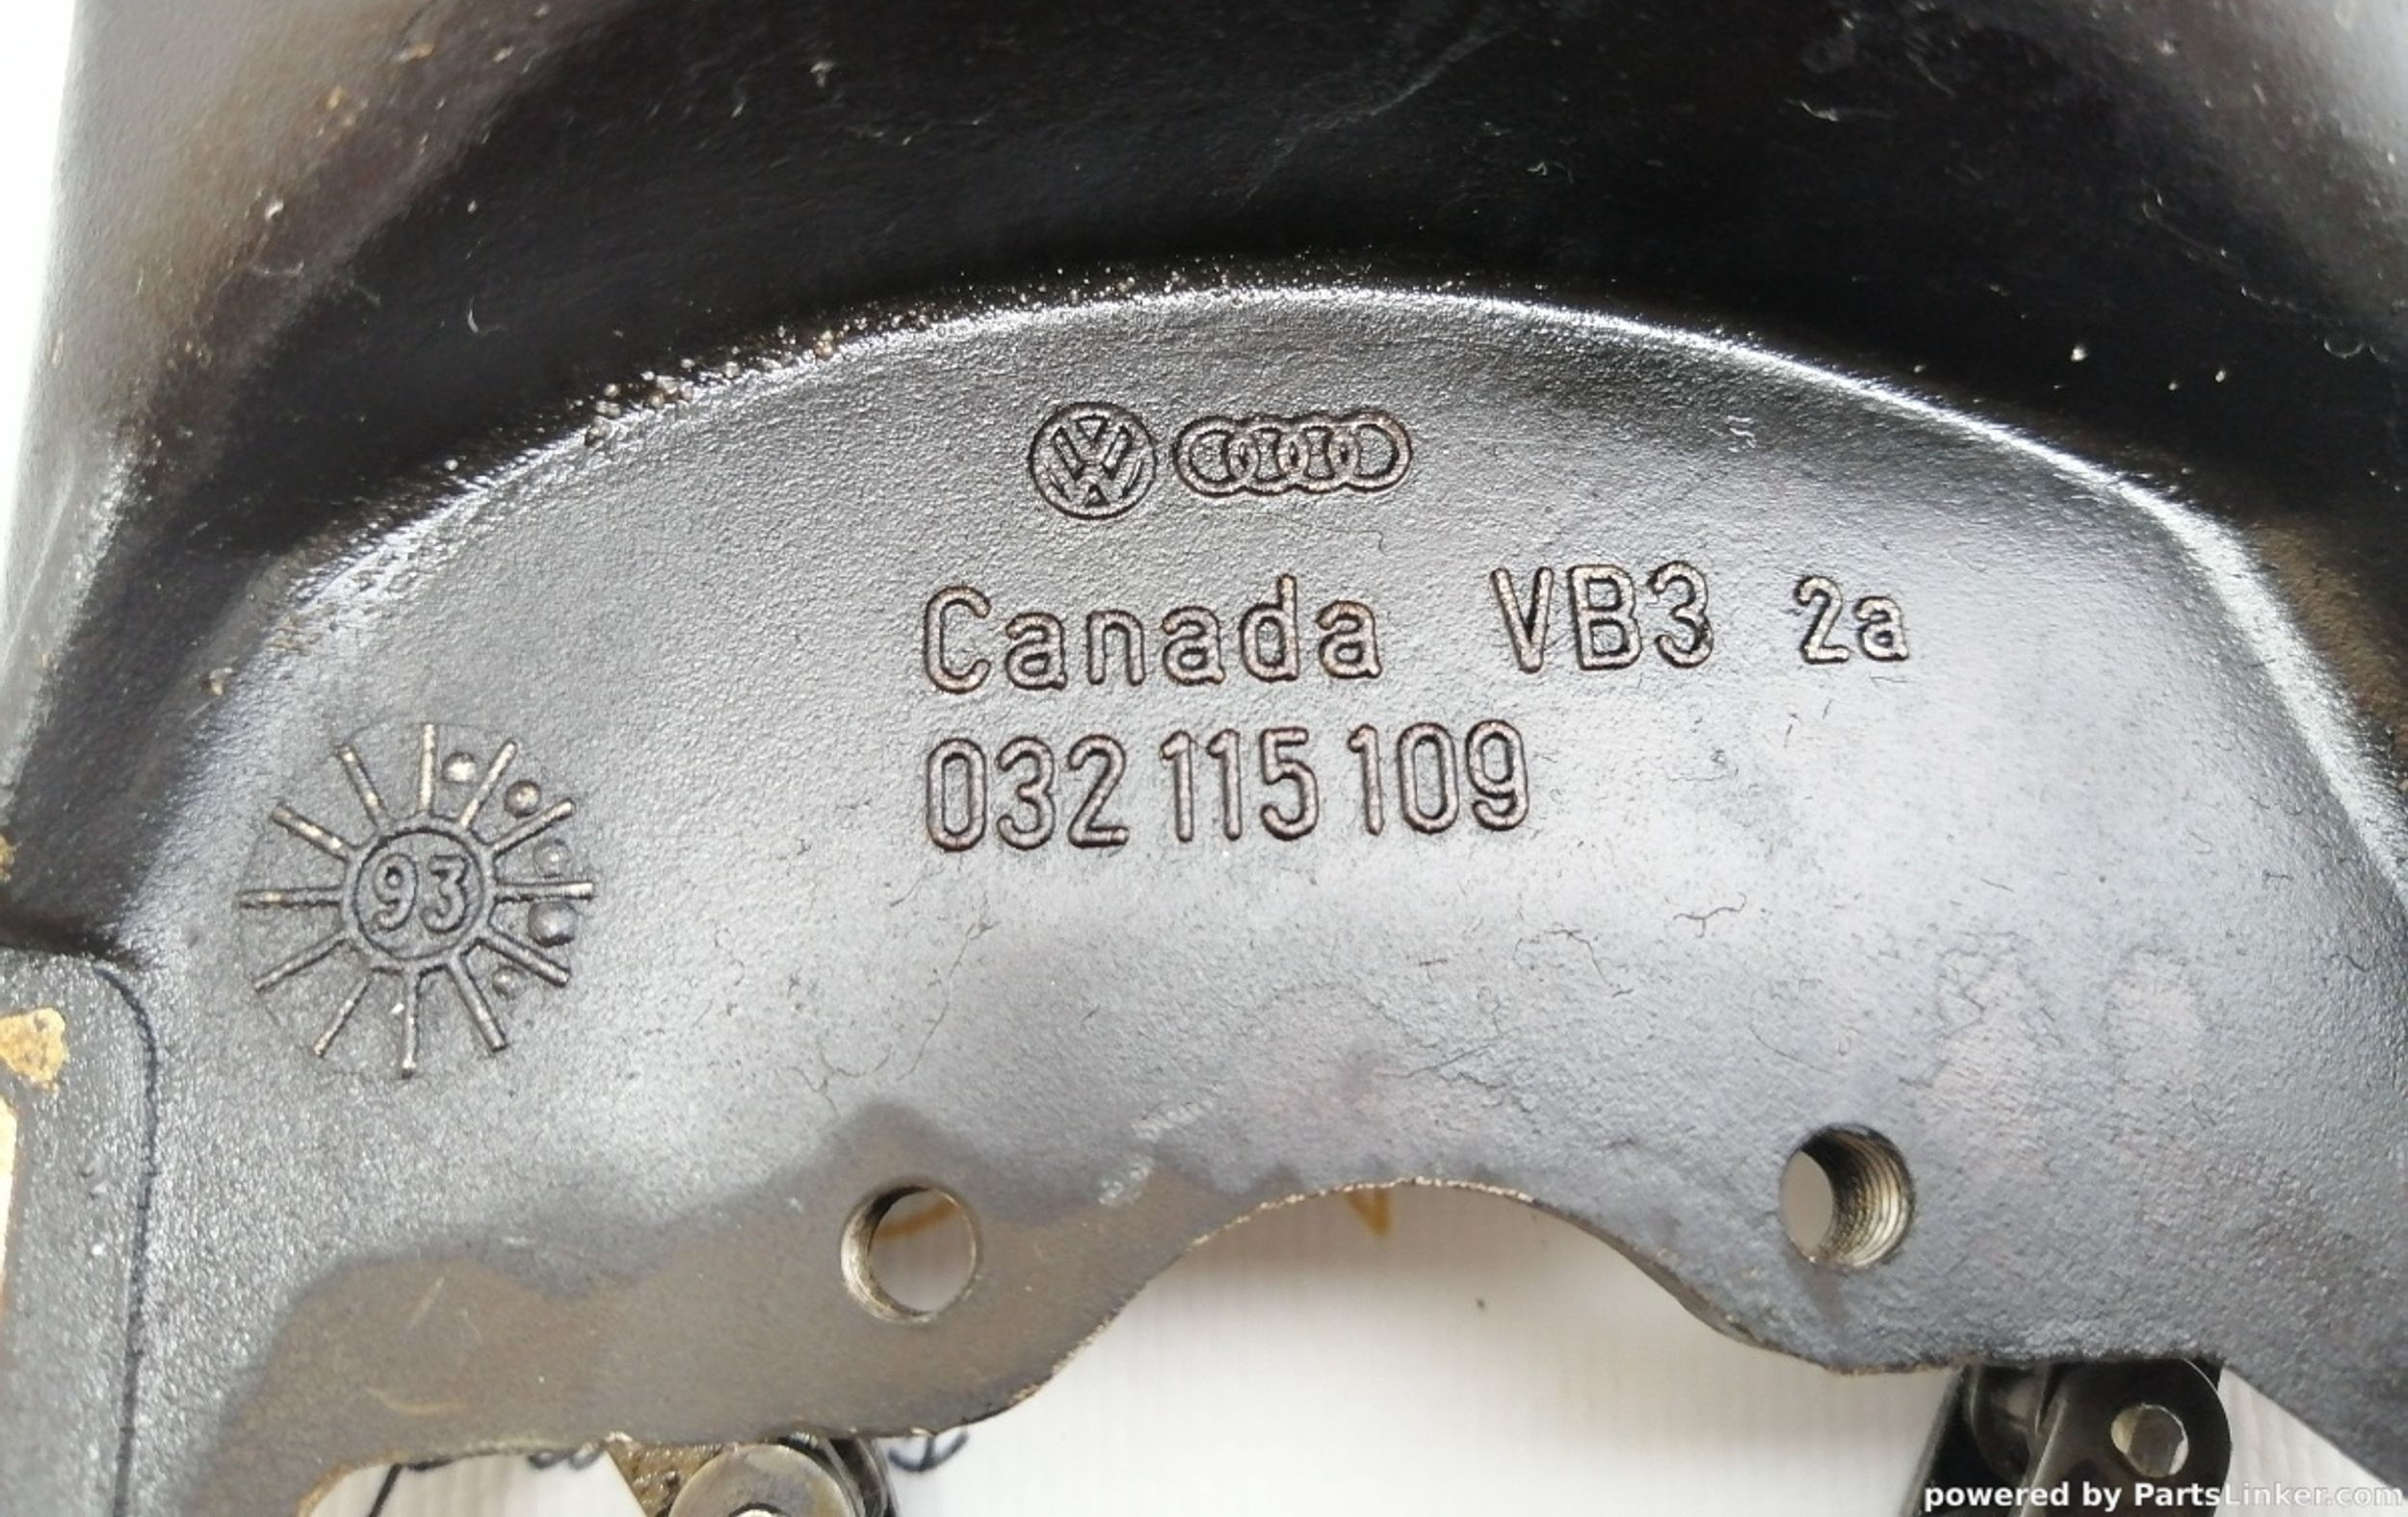 Canada VB3 2a
032 115 109
93
powered by PartsLinker.com